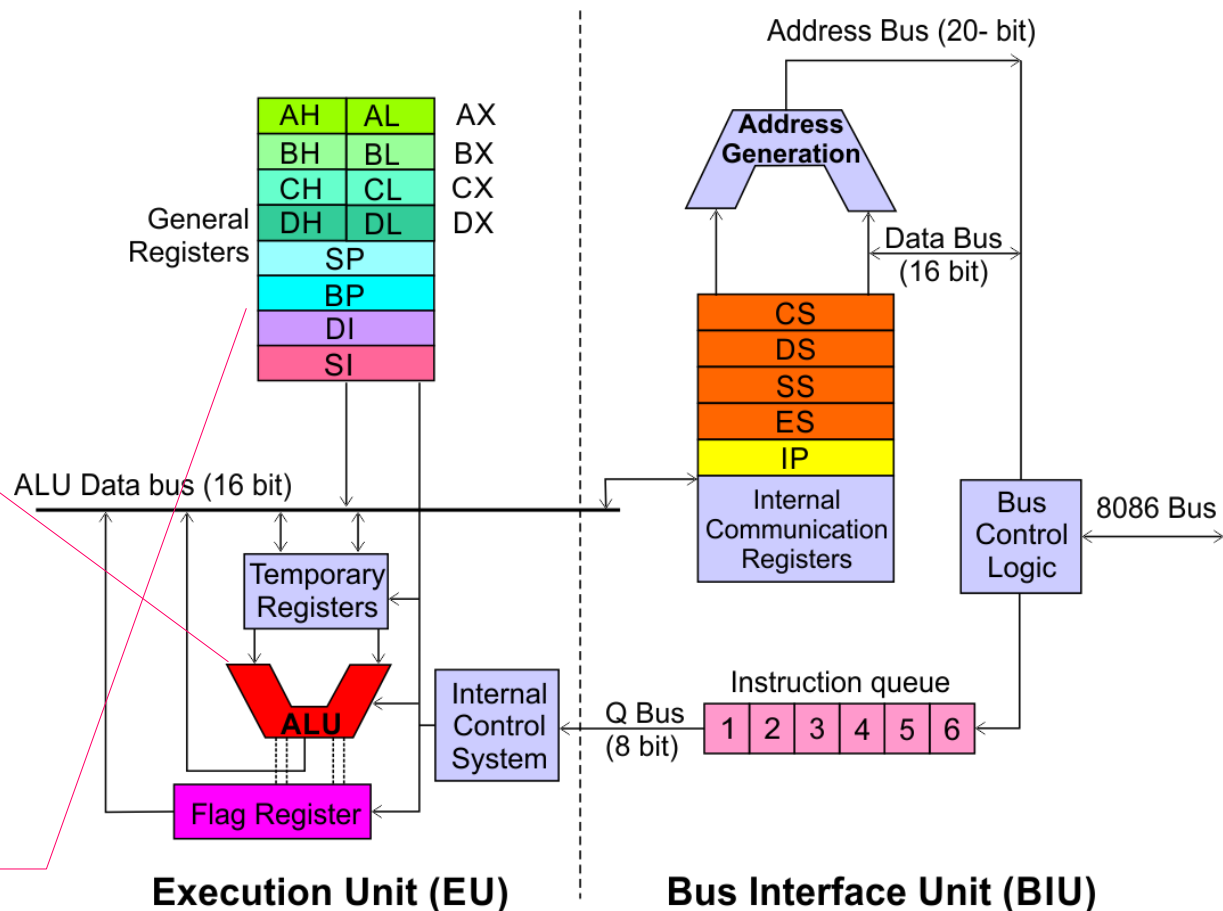 Address Bus (20- bit)
Address
Generation
AH AL AX
BH BL BX
CH CL CX
DH DL DX
General
Registers
SP
BP
DI
SI
Data Bus
(16 bit)
CS
DS
SS
ES
IP
Internal
Communication
Registers
ALU Data bus (16 bit)
Bus
Control
Logic
8086 Bus
Temporary
Registers
ALU
Internal
Control
System
Q Bus
(8 bit)
Instruction queue
1 2 3 4 5 6
Flag Register
Execution Unit (EU)
Bus Interface Unit (BIU)